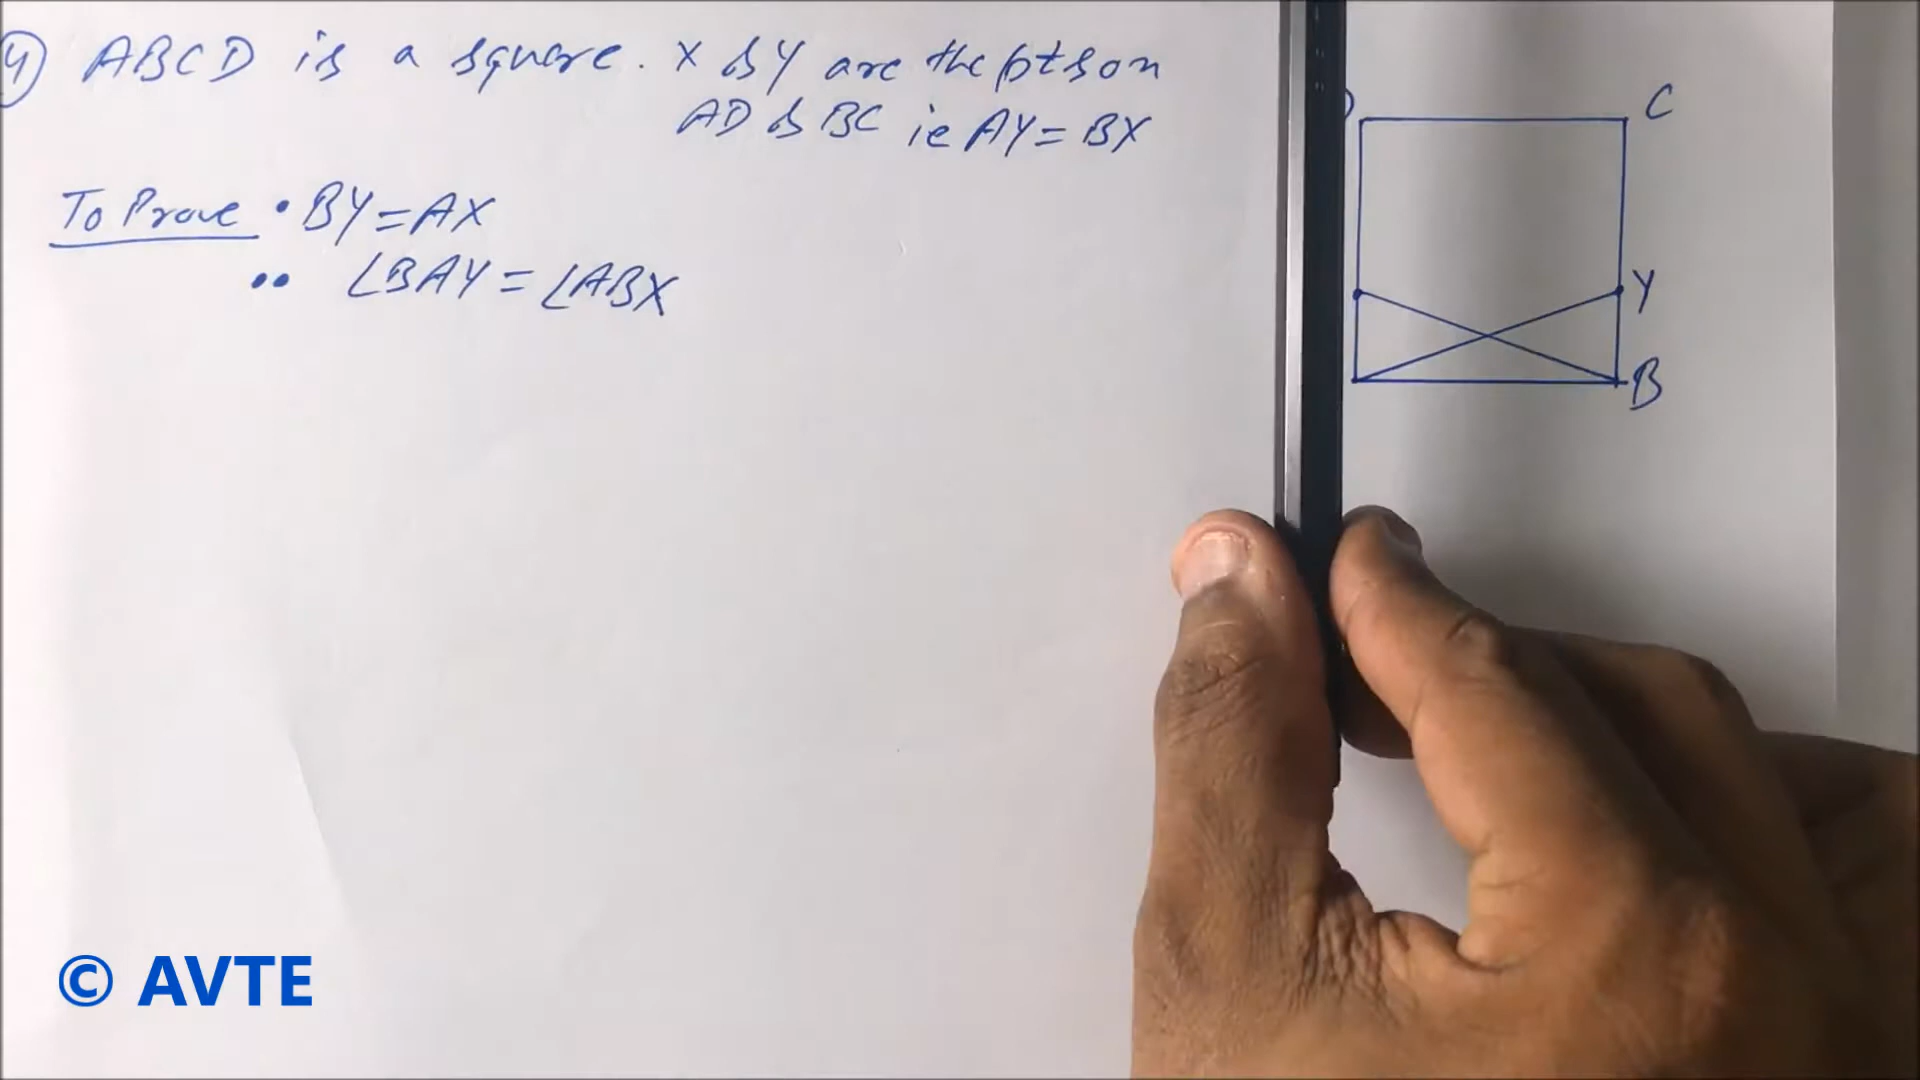 4) ABCD is a square. X & Y are the pts on
AD & BC ie AY = BX
To Prove • BY = AX
•• ∠BAY = ∠ABX
C
Y
B
© AVTE